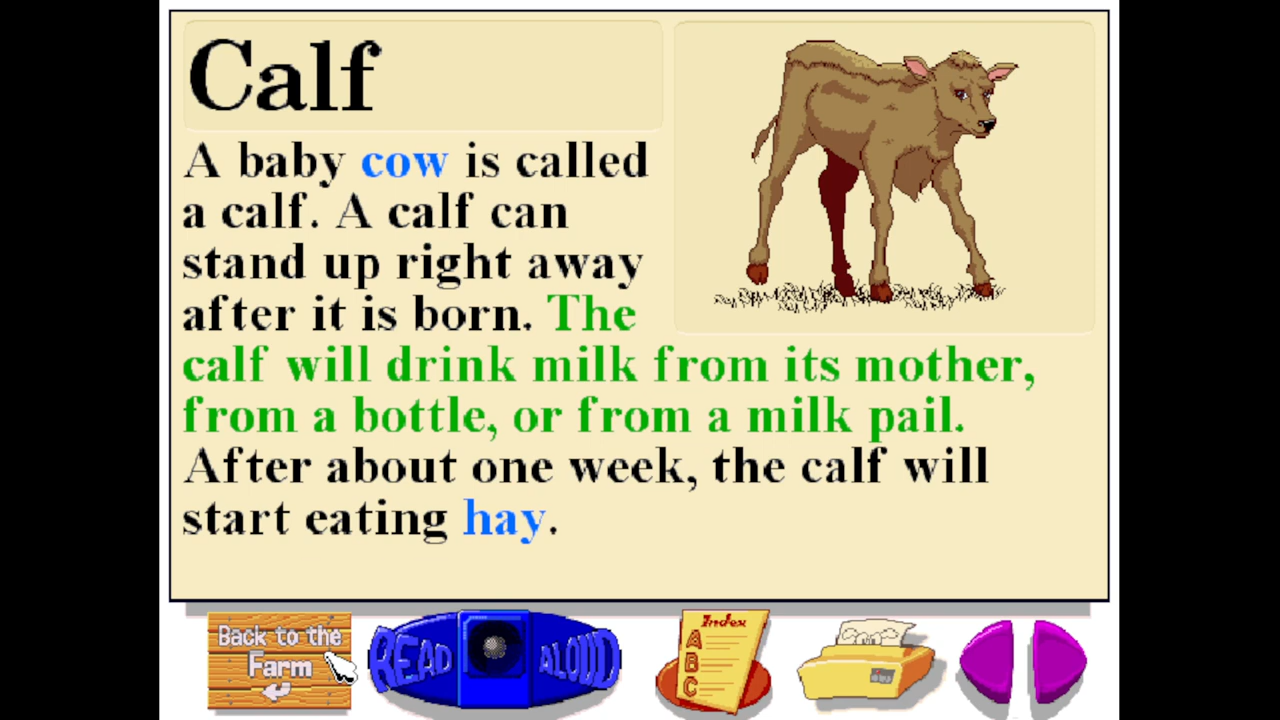 Calf
A baby cow is called
a calf. A calf can
stand up right away
after it is born. The
calf will drink milk from its mother,
from a bottle, or from a milk pail.
After about one week, the calf will
start eating hay.
Back to the
Farm
READ ALOUD
Index
A
B
C